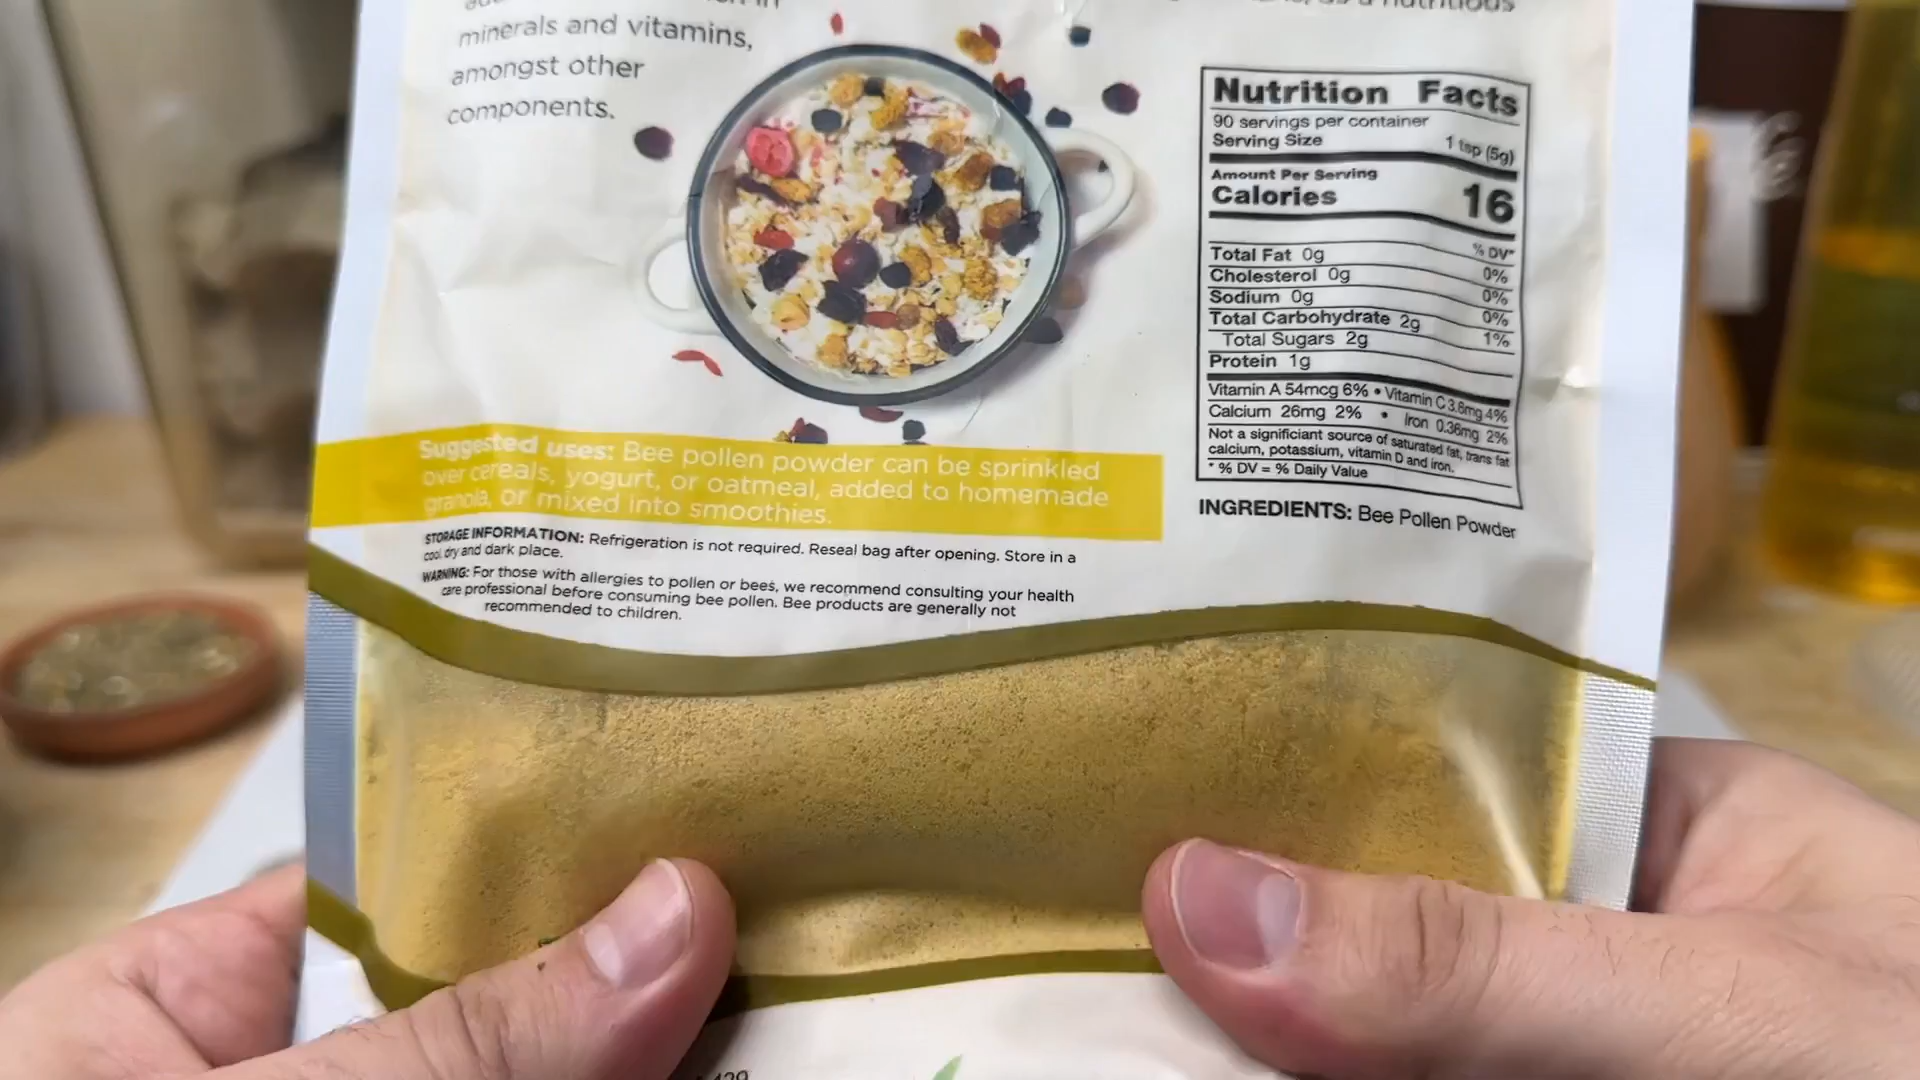 minerals and vitamins,
amongst other
components.
a nutritious
Nutrition Facts
90 servings per container
Serving Size 1 tsp (5g)
Amount Per Serving
Calories 16
% DV*
Total Fat 0g 0%
Cholesterol 0g 0%
Sodium 0g 0%
Total Carbohydrate 2g 1%
Total Sugars 2g
Protein 1g
Vitamin A 54mcg 6% • Vitamin C 3.6mg 4%
Calcium 26mg 2% • Iron 0.36mg 2%
Not a significiant source of saturated fat, trans fat
calcium, potassium, vitamin D and iron.
* % DV = % Daily Value
INGREDIENTS: Bee Pollen Powder
Suggested uses: Bee pollen powder can be sprinkled
over cereals, yogurt, or oatmeal, added to homemade
granola, or mixed into smoothies.
STORAGE INFORMATION: Refrigeration is not required. Reseal bag after opening. Store in a
cool, dry and dark place.
WARNING: For those with allergies to pollen or bees, we recommend consulting your health
care professional before consuming bee pollen. Bee products are generally not
recommended to children.